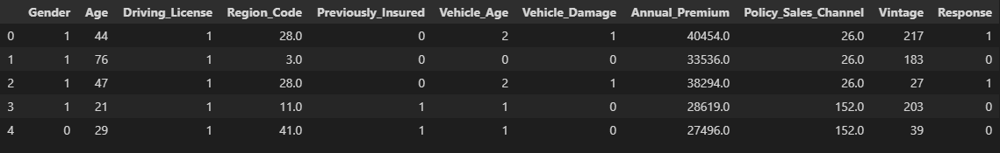 Gender Age Driving_License Region_Code Previously_Insured Vehicle_Age Vehicle_Damage Annual_Premium Policy_Sales_Channel Vintage Response
0 1 44 1 28.0 0 2 1 40454.0 26.0 217 1
1 1 76 1 3.0 0 0 0 33536.0 26.0 183 0
2 1 47 1 28.0 0 2 1 38294.0 26.0 27 1
3 1 21 1 11.0 1 1 0 28619.0 152.0 203 0
4 0 29 1 41.0 1 1 0 27496.0 152.0 39 0